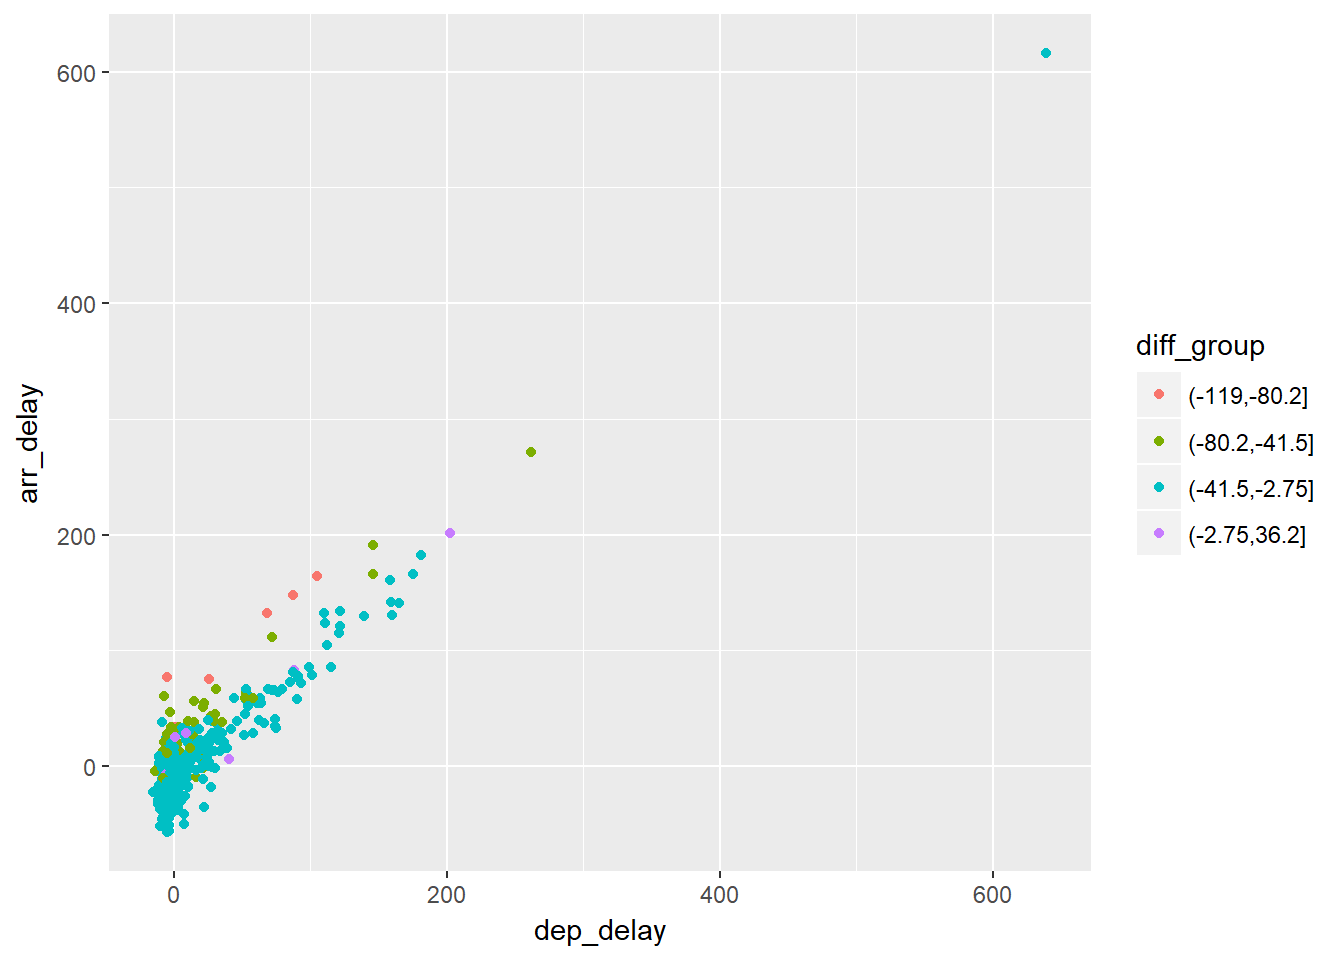 600
400
200
0
arr_delay
0 200 400 600
dep_delay
diff_group
(-119,-80.2]
(-80.2,-41.5]
(-41.5,-2.75]
(-2.75,36.2]